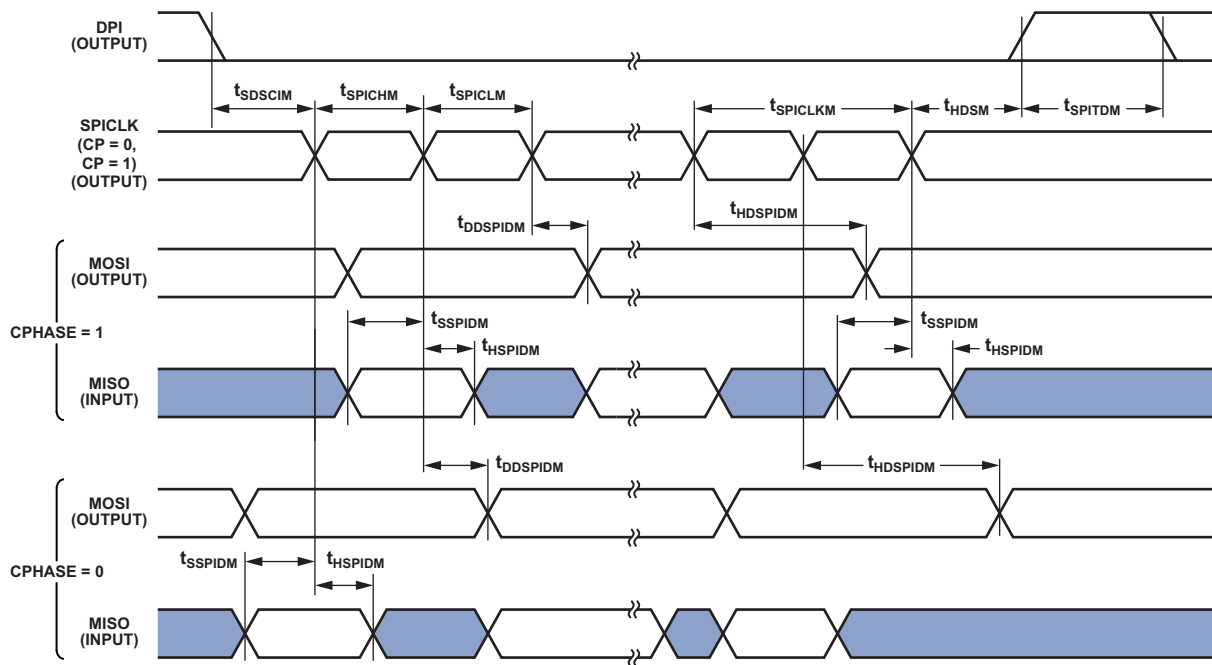 DPI
(OUTPUT)
tSDSCIM
tSPICHM
tSPICLM
tSPICLKM
tHDSM
tSPITDM
SPICLK
(CP = 0,
CP = 1)
(OUTPUT)
tDDSPIDM
tHDSPIDM
MOSI
(OUTPUT)
CPHASE = 1
tSSPIDM
tHSPIDM
tSSPIDM
tHSPIDM
MISO
(INPUT)
tDDSPIDM
tHDSPIDM
MOSI
(OUTPUT)
CPHASE = 0
tSSPIDM
tHSPIDM
MISO
(INPUT)